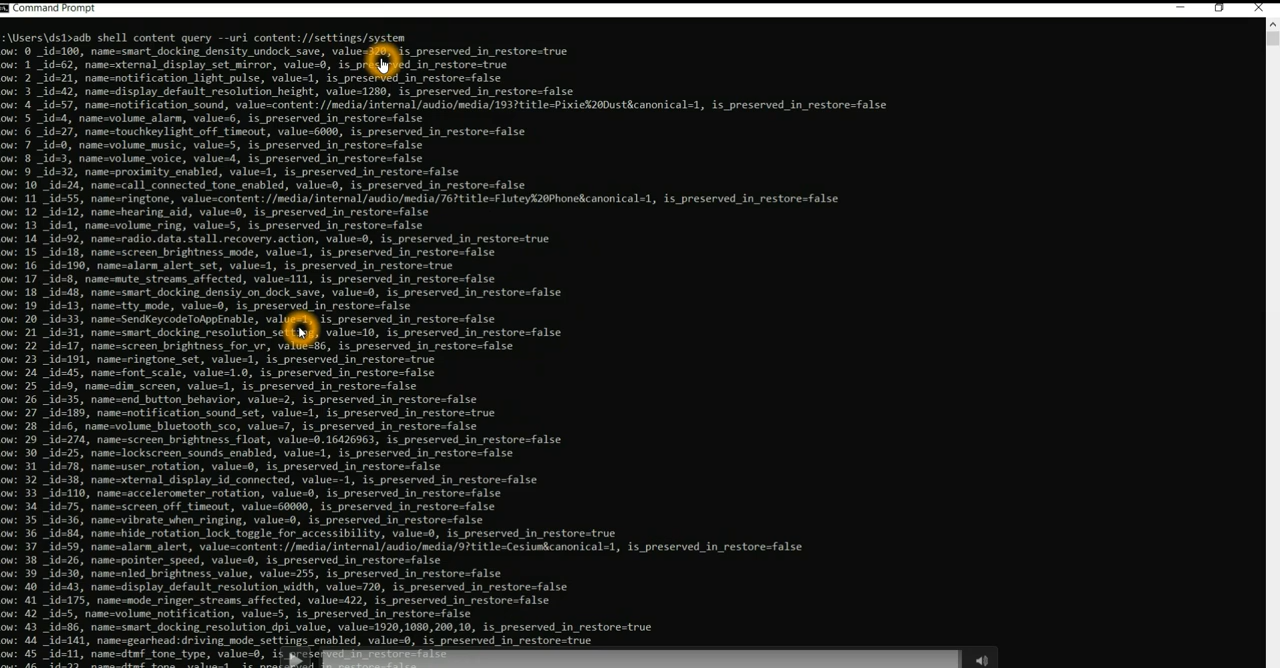 Command Prompt
:\Users\ds1>adb shell content query --uri content://settings/system
ow: 0 _id=100, name=smart_docking_density_undock_save, value=320, is_preserved_in_restore=true
ow: 1 _id=62, name=xternal_display_set_mirror, value=0, is_preserved_in_restore=true
ow: 2 _id=21, name=notification_light_pulse, value=1, is_preserved_in_restore=false
ow: 3 _id=42, name=display_default_resolution_height, value=1280, is_preserved_in_restore=false
ow: 4 _id=57, name=notification_sound, value=content://media/internal/audio/media/193?title=Pixie%20Dust&canonical=1, is_preserved_in_restore=false
ow: 5 _id=4, name=volume_alarm, value=6, is_preserved_in_restore=false
ow: 6 _id=27, name=touchkeylight_off_timeout, value=6000, is_preserved_in_restore=false
ow: 7 _id=0, name=volume_music, value=5, is_preserved_in_restore=false
ow: 8 _id=3, name=volume_voice, value=4, is_preserved_in_restore=false
ow: 9 _id=32, name=proximity_enabled, value=1, is_preserved_in_restore=false
ow: 10 _id=24, name=call_connected_tone_enabled, value=0, is_preserved_in_restore=false
ow: 11 _id=55, name=ringtone, value=content://media/internal/audio/media/76?title=Flutey%20Phone&canonical=1, is_preserved_in_restore=false
ow: 12 _id=12, name=hearing_aid, value=0, is_preserved_in_restore=false
ow: 13 _id=1, name=volume_ring, value=5, is_preserved_in_restore=false
ow: 14 _id=92, name=radio.data.stall.recovery.action, value=0, is_preserved_in_restore=true
ow: 15 _id=18, name=screen_brightness_mode, value=1, is_preserved_in_restore=false
ow: 16 _id=190, name=alarm_alert_set, value=1, is_preserved_in_restore=true
ow: 17 _id=8, name=mute_streams_affected, value=111, is_preserved_in_restore=false
ow: 18 _id=48, name=smart_docking_densiy_on_dock_save, value=0, is_preserved_in_restore=false
ow: 19 _id=13, name=tty_mode, value=0, is_preserved_in_restore=false
ow: 20 _id=33, name=SendKeycodeToAppEnable, value=1, is_preserved_in_restore=false
ow: 21 _id=31, name=smart_docking_resolution_setting, value=10, is_preserved_in_restore=false
ow: 22 _id=17, name=screen_brightness_for_vr, value=86, is_preserved_in_restore=false
ow: 23 _id=191, name=ringtone_set, value=1, is_preserved_in_restore=true
ow: 24 _id=45, name=font_scale, value=1.0, is_preserved_in_restore=false
ow: 25 _id=9, name=dim_screen, value=1, is_preserved_in_restore=false
ow: 26 _id=35, name=end_button_behavior, value=2, is_preserved_in_restore=false
ow: 27 _id=189, name=notification_sound_set, value=1, is_preserved_in_restore=true
ow: 28 _id=6, name=volume_bluetooth_sco, value=7, is_preserved_in_restore=false
ow: 29 _id=274, name=screen_brightness_float, value=0.16426963, is_preserved_in_restore=false
ow: 30 _id=25, name=lockscreen_sounds_enabled, value=1, is_preserved_in_restore=false
ow: 31 _id=78, name=user_rotation, value=0, is_preserved_in_restore=false
ow: 32 _id=38, name=xternal_display_id_connected, value=-1, is_preserved_in_restore=false
ow: 33 _id=110, name=accelerometer_rotation, value=0, is_preserved_in_restore=false
ow: 34 _id=75, name=screen_off_timeout, value=60000, is_preserved_in_restore=false
ow: 35 _id=36, name=vibrate_when_ringing, value=0, is_preserved_in_restore=false
ow: 36 _id=84, name=hide_rotation_lock_toggle_for_accessibility, value=0, is_preserved_in_restore=true
ow: 37 _id=59, name=alarm_alert, value=content://media/internal/audio/media/9?title=Cesium&canonical=1, is_preserved_in_restore=false
ow: 38 _id=26, name=pointer_speed, value=0, is_preserved_in_restore=false
ow: 39 _id=30, name=nled_brightness_value, value=255, is_preserved_in_restore=false
ow: 40 _id=43, name=display_default_resolution_width, value=720, is_preserved_in_restore=false
ow: 41 _id=175, name=mode_ringer_streams_affected, value=422, is_preserved_in_restore=false
ow: 42 _id=5, name=volume_notification, value=5, is_preserved_in_restore=false
ow: 43 _id=86, name=smart_docking_resolution_dpi_value, value=1920,1080,200,10, is_preserved_in_restore=true
ow: 44 _id=141, name=gearhead:driving_mode_settings_enabled, value=0, is_preserved_in_restore=true
ow: 45 _id=11, name=dtmf_tone_type, value=0, is_preserved_in_restore=false
ow: 46 _id=22, name=dtmf_tone, value=1, is_preserved_in_restore=false